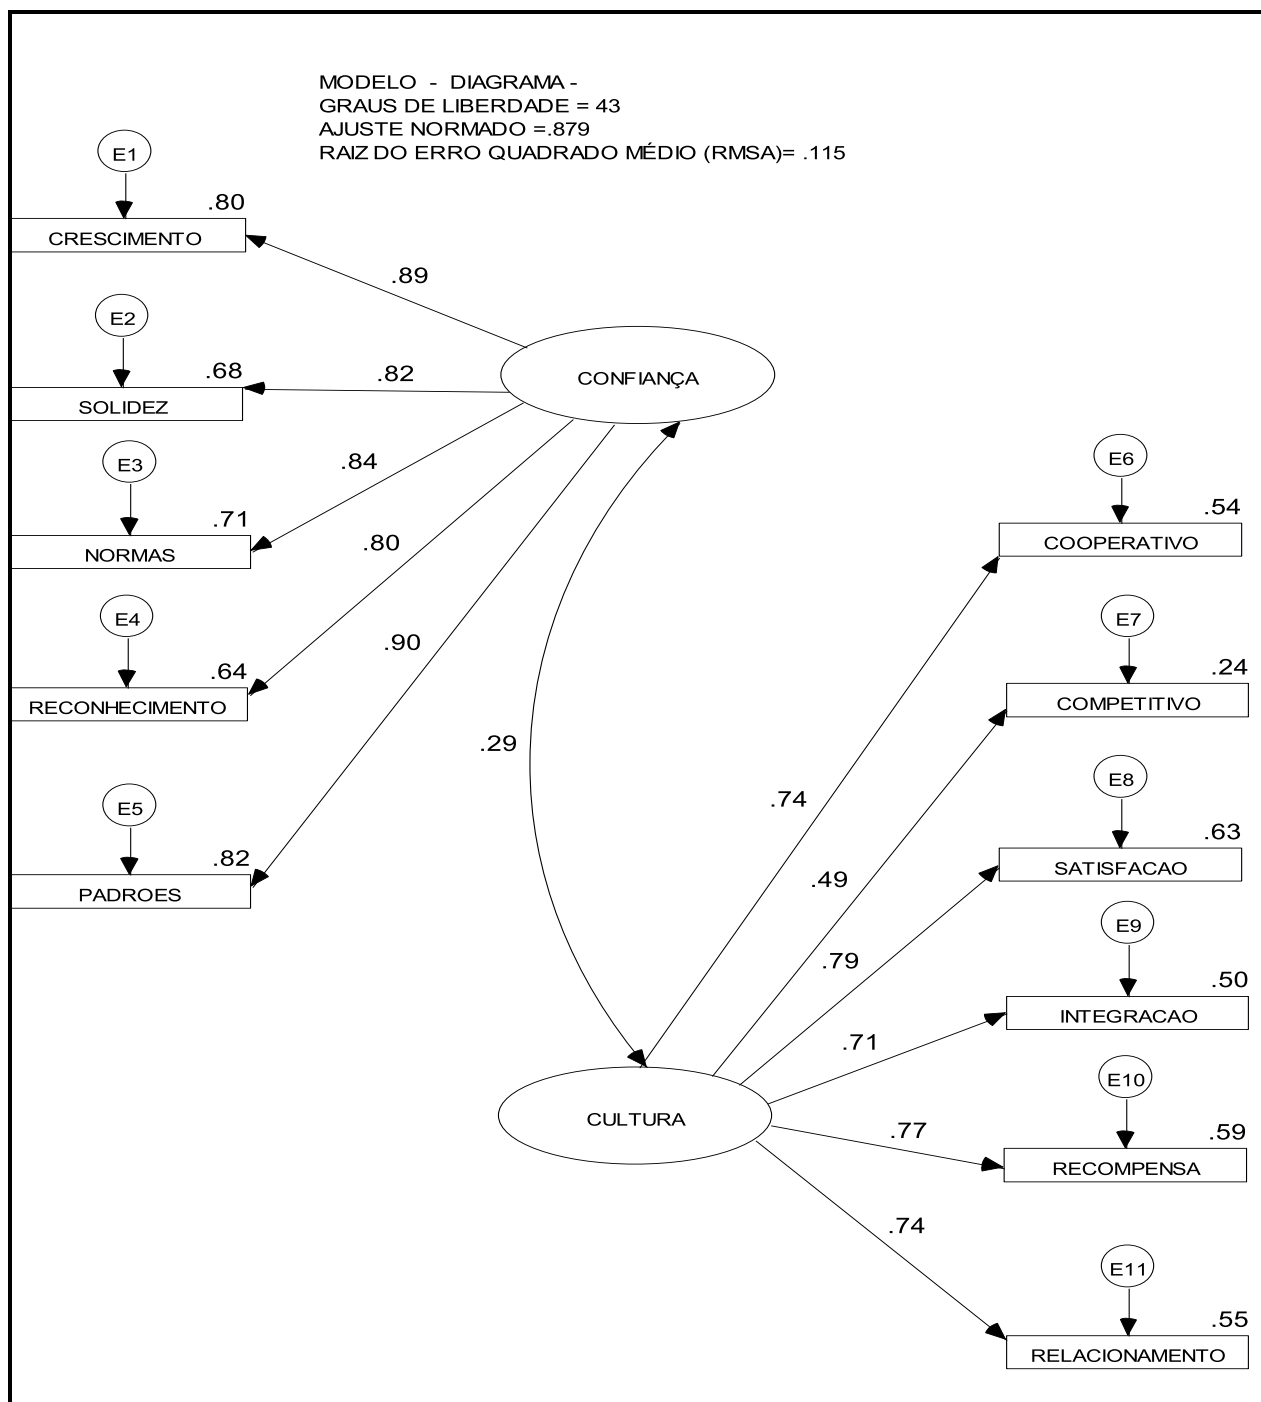 MODELO - DIAGRAMA -
GRAUS DE LIBERDADE = 43
AJUSTE NORMADO =.879
RAIZ DO ERRO QUADRADO MÉDIO (RMSA)= .115
E1
.80
CRESCIMENTO
.89
E2
.68
SOLIDEZ
.82
CONFIANÇA
E3
.71
NORMAS
.84
E4
.64
RECONHECIMENTO
.80
E5
.82
PADROES
.90
.29
E6
.54
COOPERATIVO
.74
E7
.24
COMPETITIVO
.49
E8
.63
SATISFACAO
.79
E9
.50
INTEGRACAO
.71
CULTURA
E10
.59
RECOMPENSA
.77
E11
.55
RELACIONAMENTO
.74